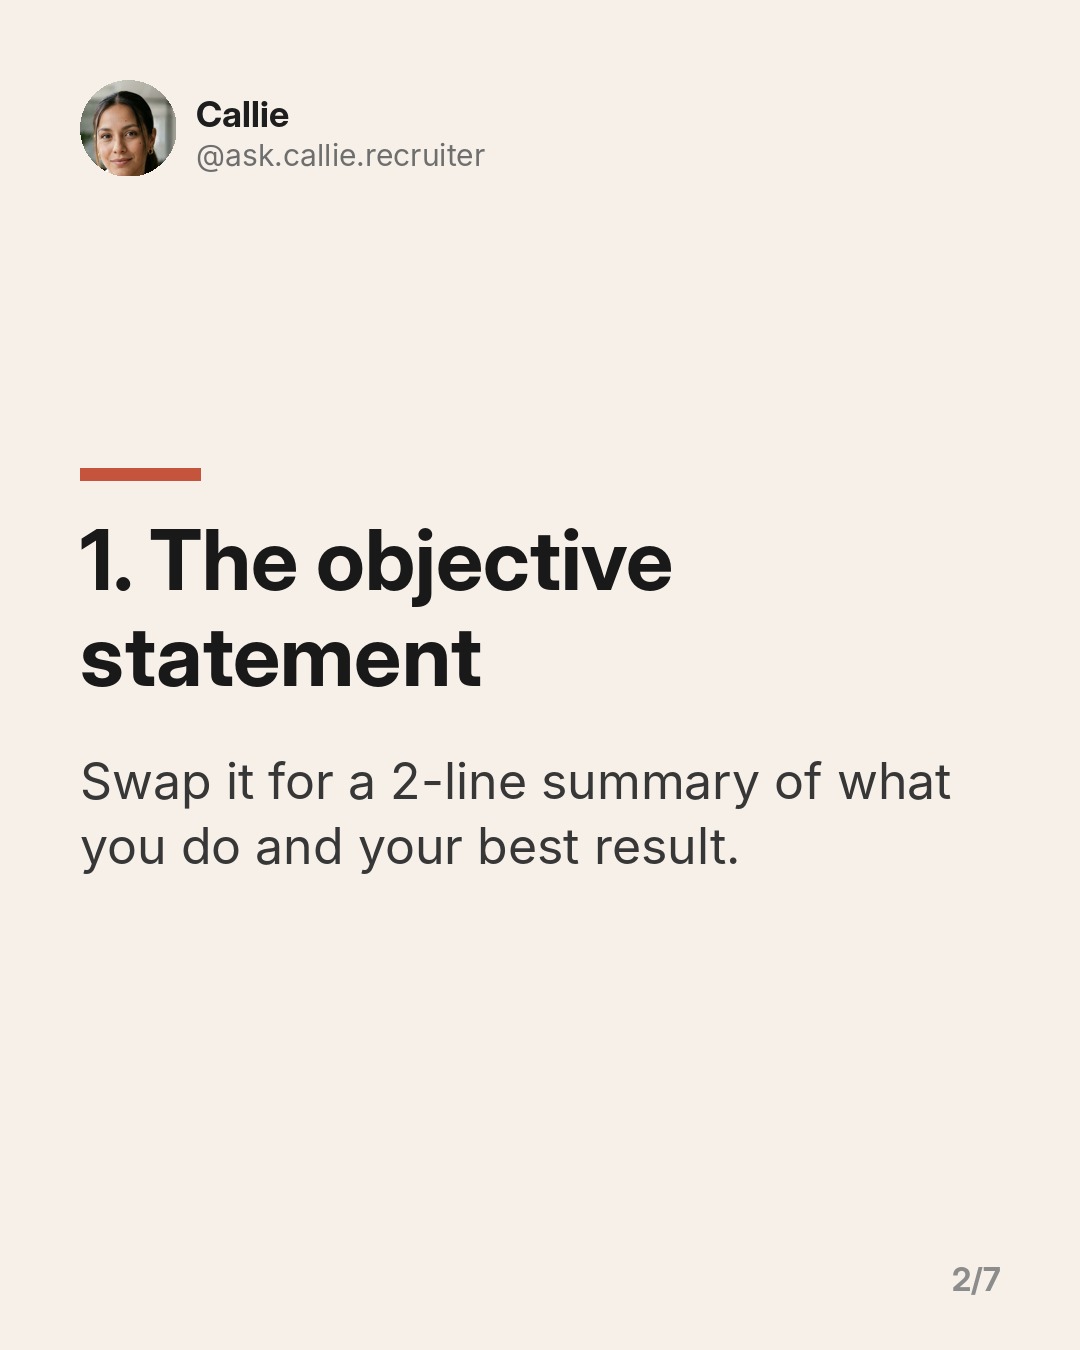 Callie
@ask.callie.recruiter
1. The objective
statement
Swap it for a 2-line summary of what
you do and your best result.
2/7